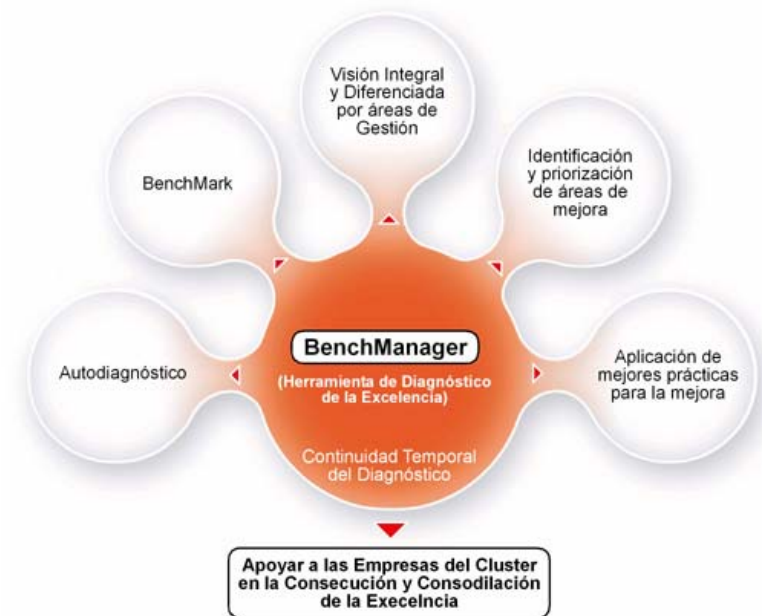 Visión Integral
y Diferenciada
por áreas de
Gestión
BenchMark
Identificación
y priorización
de áreas de
mejora
Autodiagnóstico
BenchManager
(Herramienta de Diagnóstico
de la Excelencia)
Continuidad Temporal
del Diagnóstico
Aplicación de
mejores prácticas
para la mejora
Apoyar a las Empresas del Cluster
en la Consecución y Consodilación
de la Execelncia